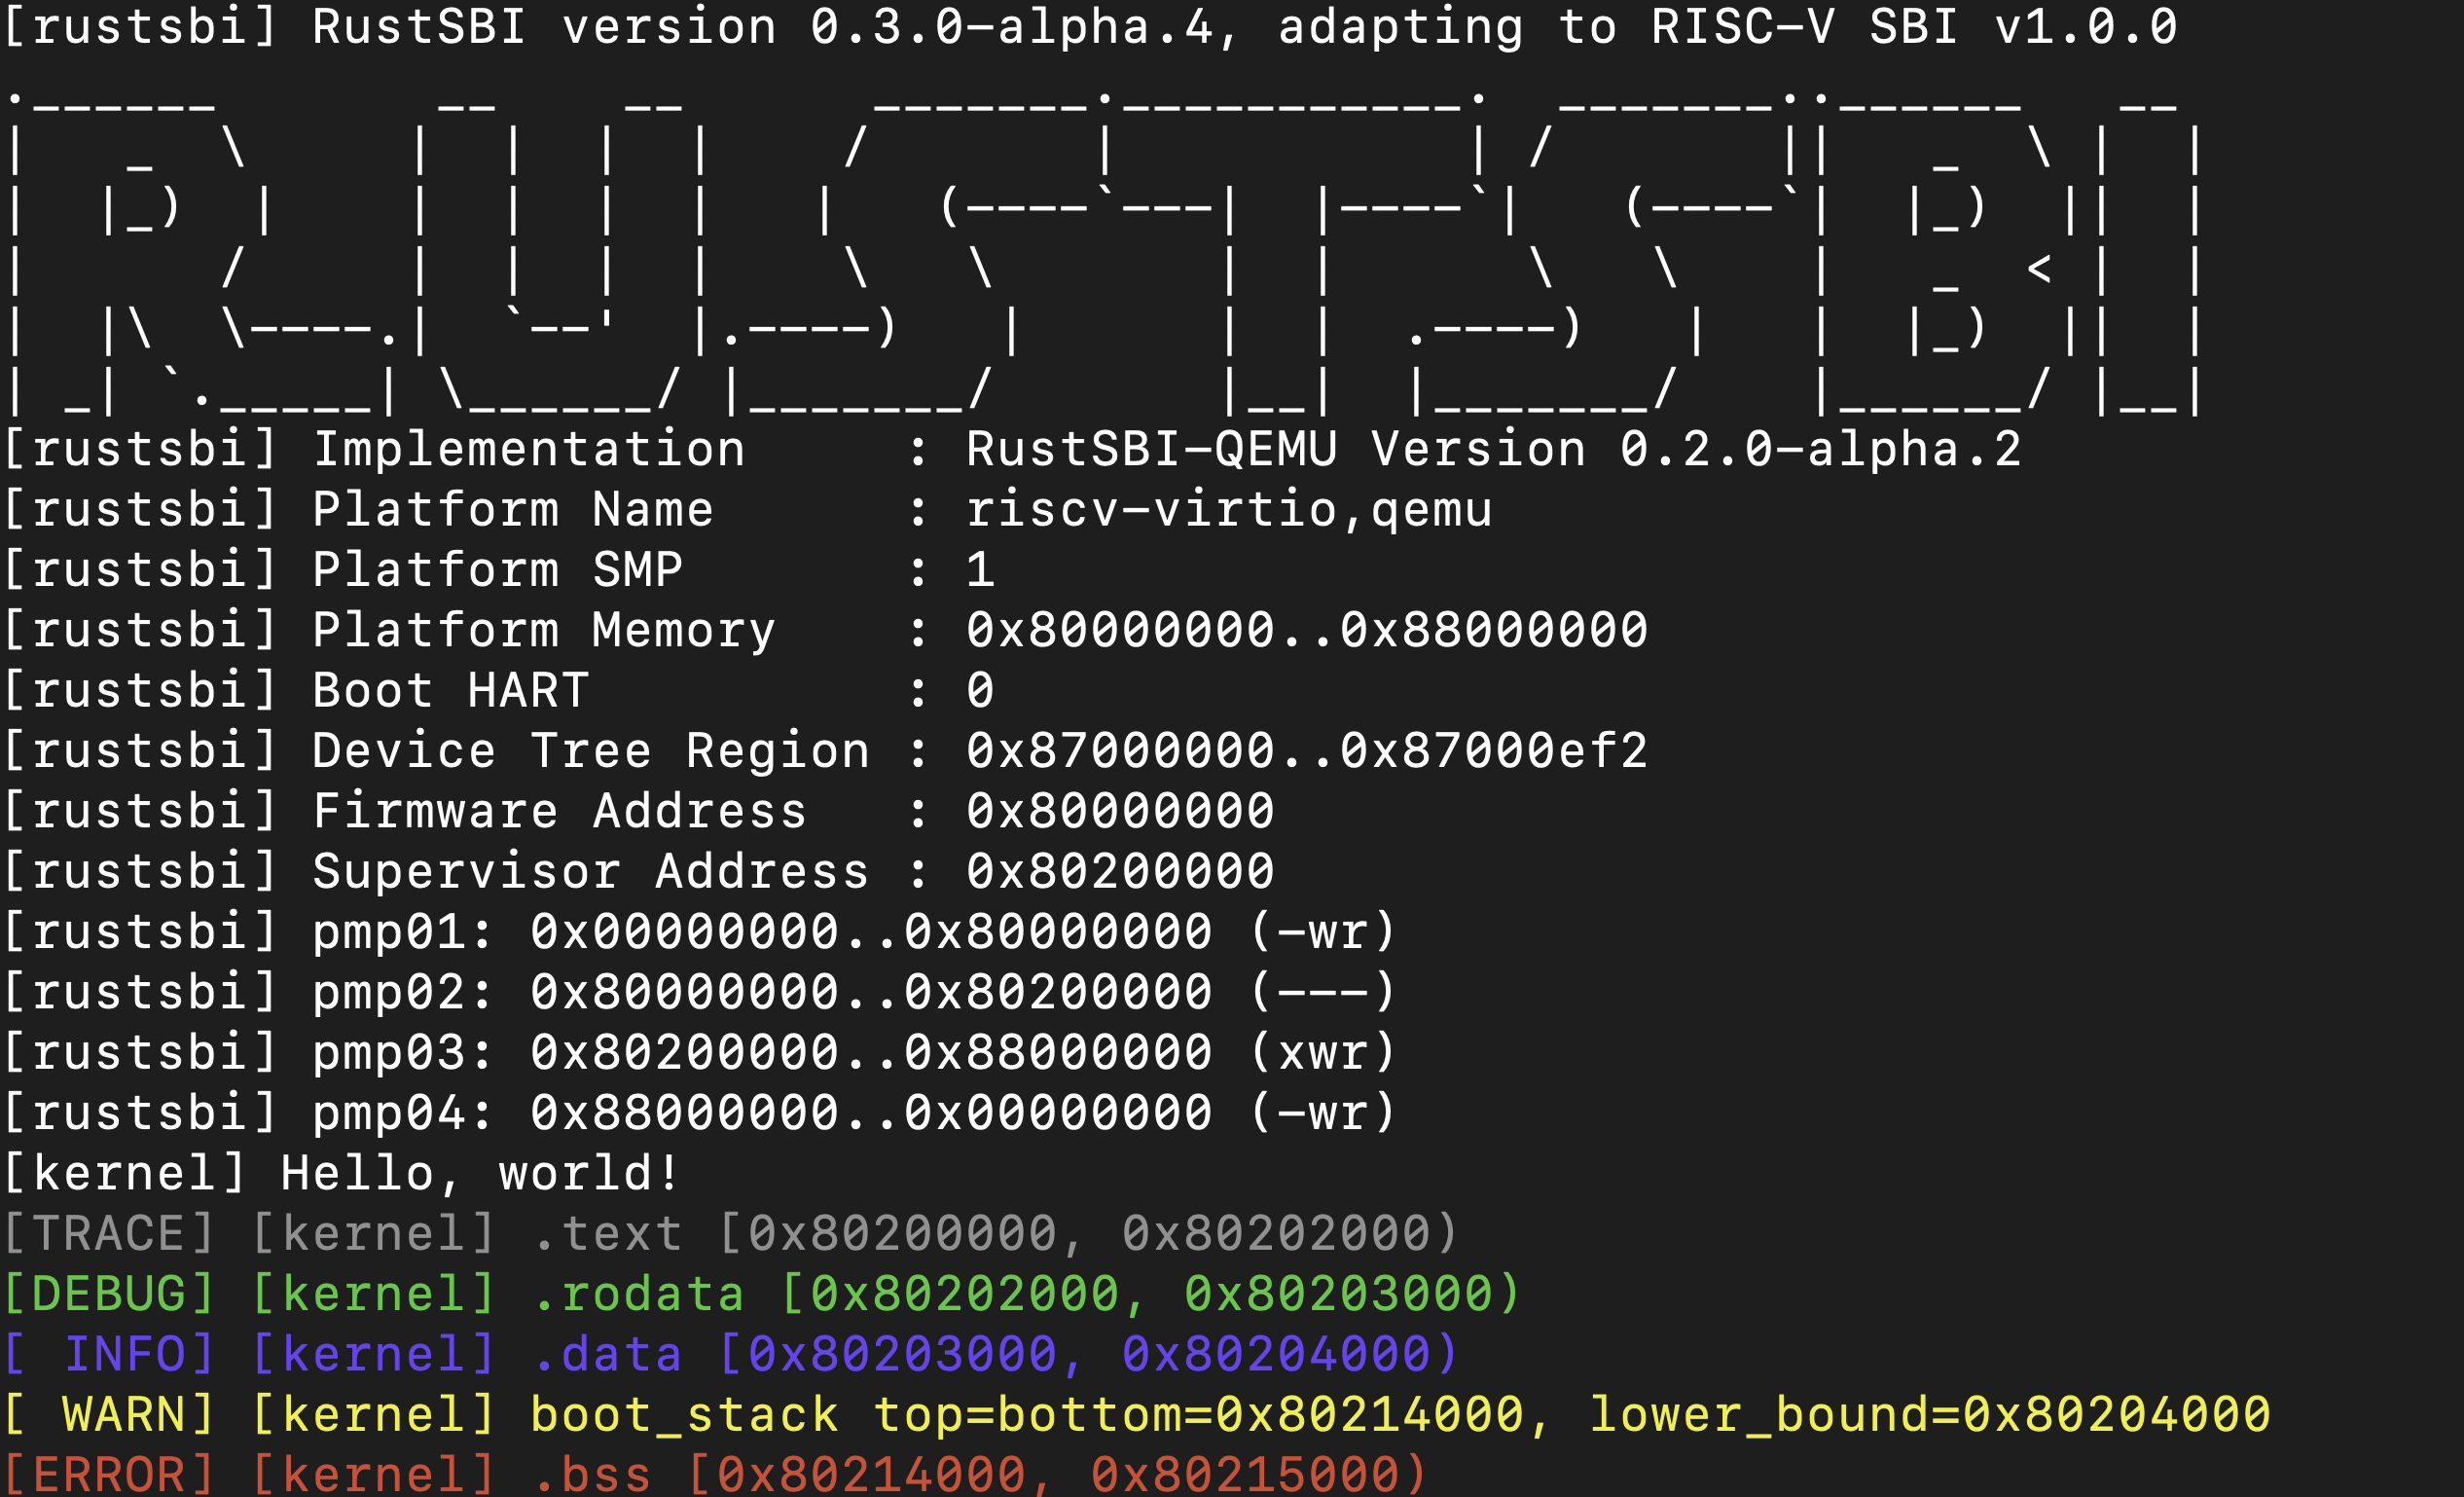 [rustsbi] RustSBI version 0.3.0-alpha.4, adapting to RISC-V SBI v1.0.0
.______       __    __      _______.___________.  _______..______   __
|   _  \     |  |  |  |    /       |           | /       ||   _  \ |  |
|  |_)  |    |  |  |  |   |   (----`---|  |----`|   (----`|  |_)  ||  |
|      /     |  |  |  |    \   \       |  |      \   \    |   _  < |  |
|  |\  \----.|  `--'  |.----)   |      |  |  .----)   |   |  |_)  ||  |
| _| `._____| \______/ |_______/       |__|  |_______/    |______/ |__|
[rustsbi] Implementation     : RustSBI-QEMU Version 0.2.0-alpha.2
[rustsbi] Platform Name      : riscv-virtio,qemu
[rustsbi] Platform SMP       : 1
[rustsbi] Platform Memory    : 0x80000000..0x88000000
[rustsbi] Boot HART          : 0
[rustsbi] Device Tree Region : 0x87000000..0x87000ef2
[rustsbi] Firmware Address   : 0x80000000
[rustsbi] Supervisor Address : 0x80200000
[rustsbi] pmp01: 0x00000000..0x80000000 (-wr)
[rustsbi] pmp02: 0x80000000..0x80200000 (---)
[rustsbi] pmp03: 0x80200000..0x88000000 (xwr)
[rustsbi] pmp04: 0x88000000..0x00000000 (-wr)
[kernel] Hello, world!
[TRACE] [kernel] .text [0x80200000, 0x80202000)
[DEBUG] [kernel] .rodata [0x80202000, 0x80203000)
[ INFO] [kernel] .data [0x80203000, 0x80204000)
[ WARN] [kernel] boot_stack top=bottom=0x80214000, lower_bound=0x80204000
[ERROR] [kernel] .bss [0x80214000, 0x80215000)